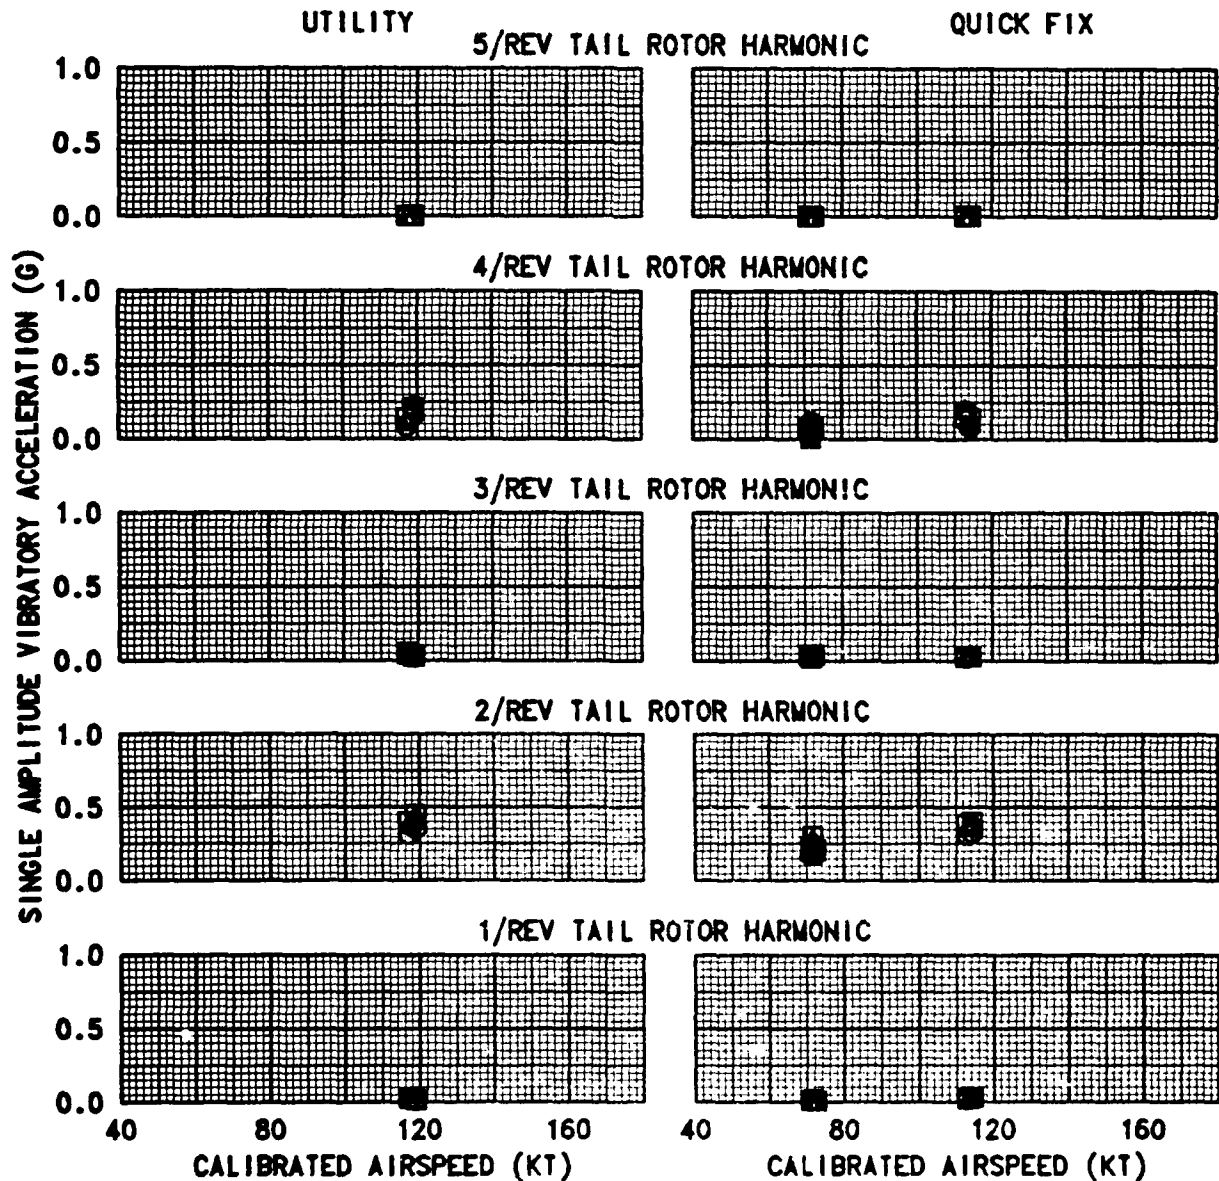 UTILITY QUICK FIX
5/REV TAIL ROTOR HARMONIC
1.0
0.5
0.0
4/REV TAIL ROTOR HARMONIC
1.0
0.5
0.0
3/REV TAIL ROTOR HARMONIC
1.0
0.5
0.0
2/REV TAIL ROTOR HARMONIC
1.0
0.5
0.0
1/REV TAIL ROTOR HARMONIC
1.0
0.5
0.0
SINGLE AMPLITUDE VIBRATORY ACCELERATION (G)
40 80 120 160 40 80 120 160
CALIBRATED AIRSPEED (KT) CALIBRATED AIRSPEED (KT)